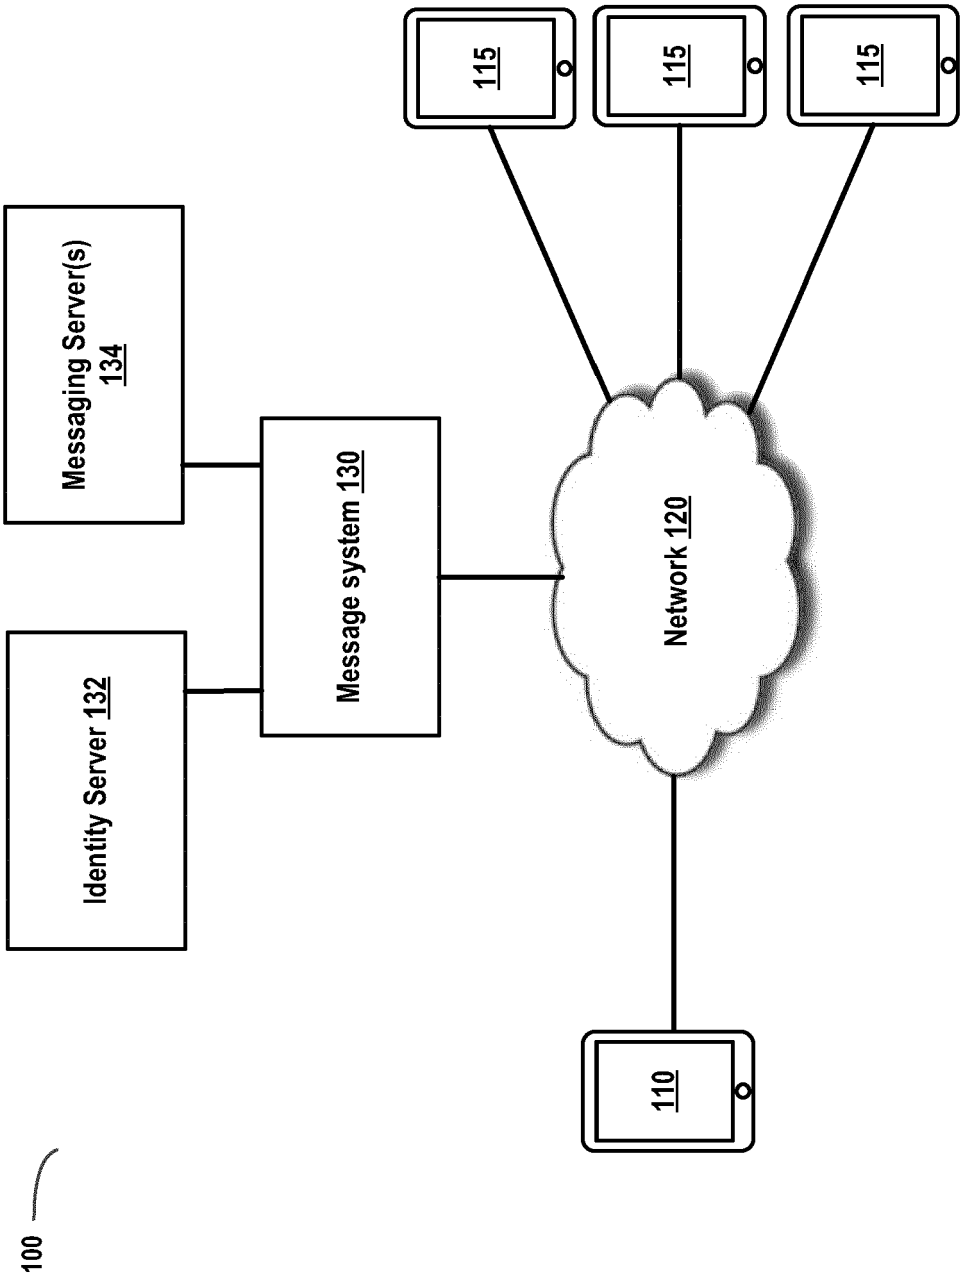 100
Identity Server 132
Messaging Server(s)
134
Message system 130
Network 120
110
115
115
115